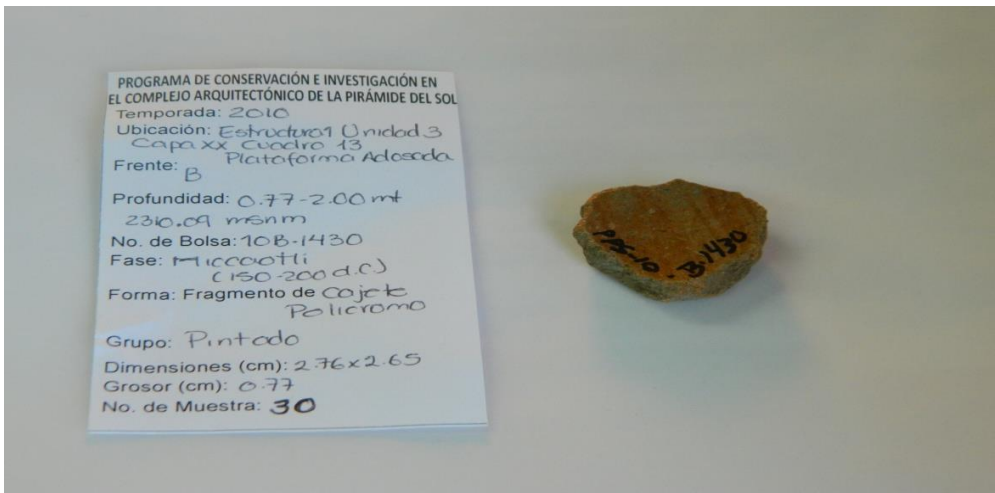 PROGRAMA DE CONSERVACIÓN E INVESTIGACIÓN EN
EL COMPLEJO ARQUITECTÓNICO DE LA PIRÁMIDE DEL SOL
Temporada: 2010
Ubicación: Estructura 1 Unidad 3
Capa XX Cuadro 13
Plataforma Adosada
Frente: B
Profundidad: 0.77-2.00 mt
2310.09 msnm
No. de Bolsa: 10B-1430
Fase: Miccaotli
(150-200 d.C.)
Forma: Fragmento de Cajete
Policromo
Grupo: Pintado
Dimensiones (cm): 2.76x2.65
Grosor (cm): 0.77
No. de Muestra: 30
PPS-10 - B-1430